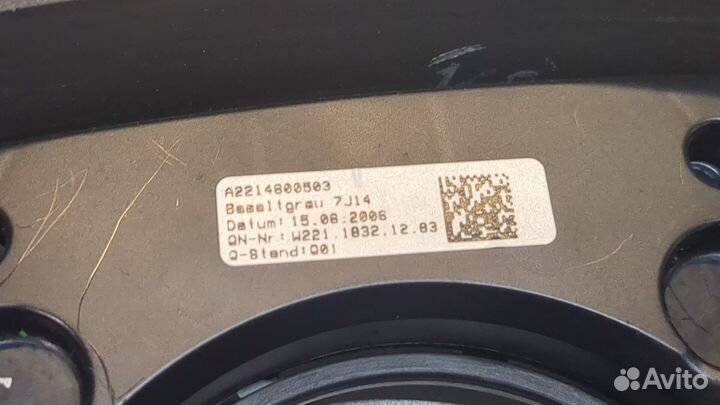 A2214600503
Basaltgrau 7J14
Datum: 15.08.2006
QN-Nr: W221.1832.12.83
Q-Stand:Q01
Avito